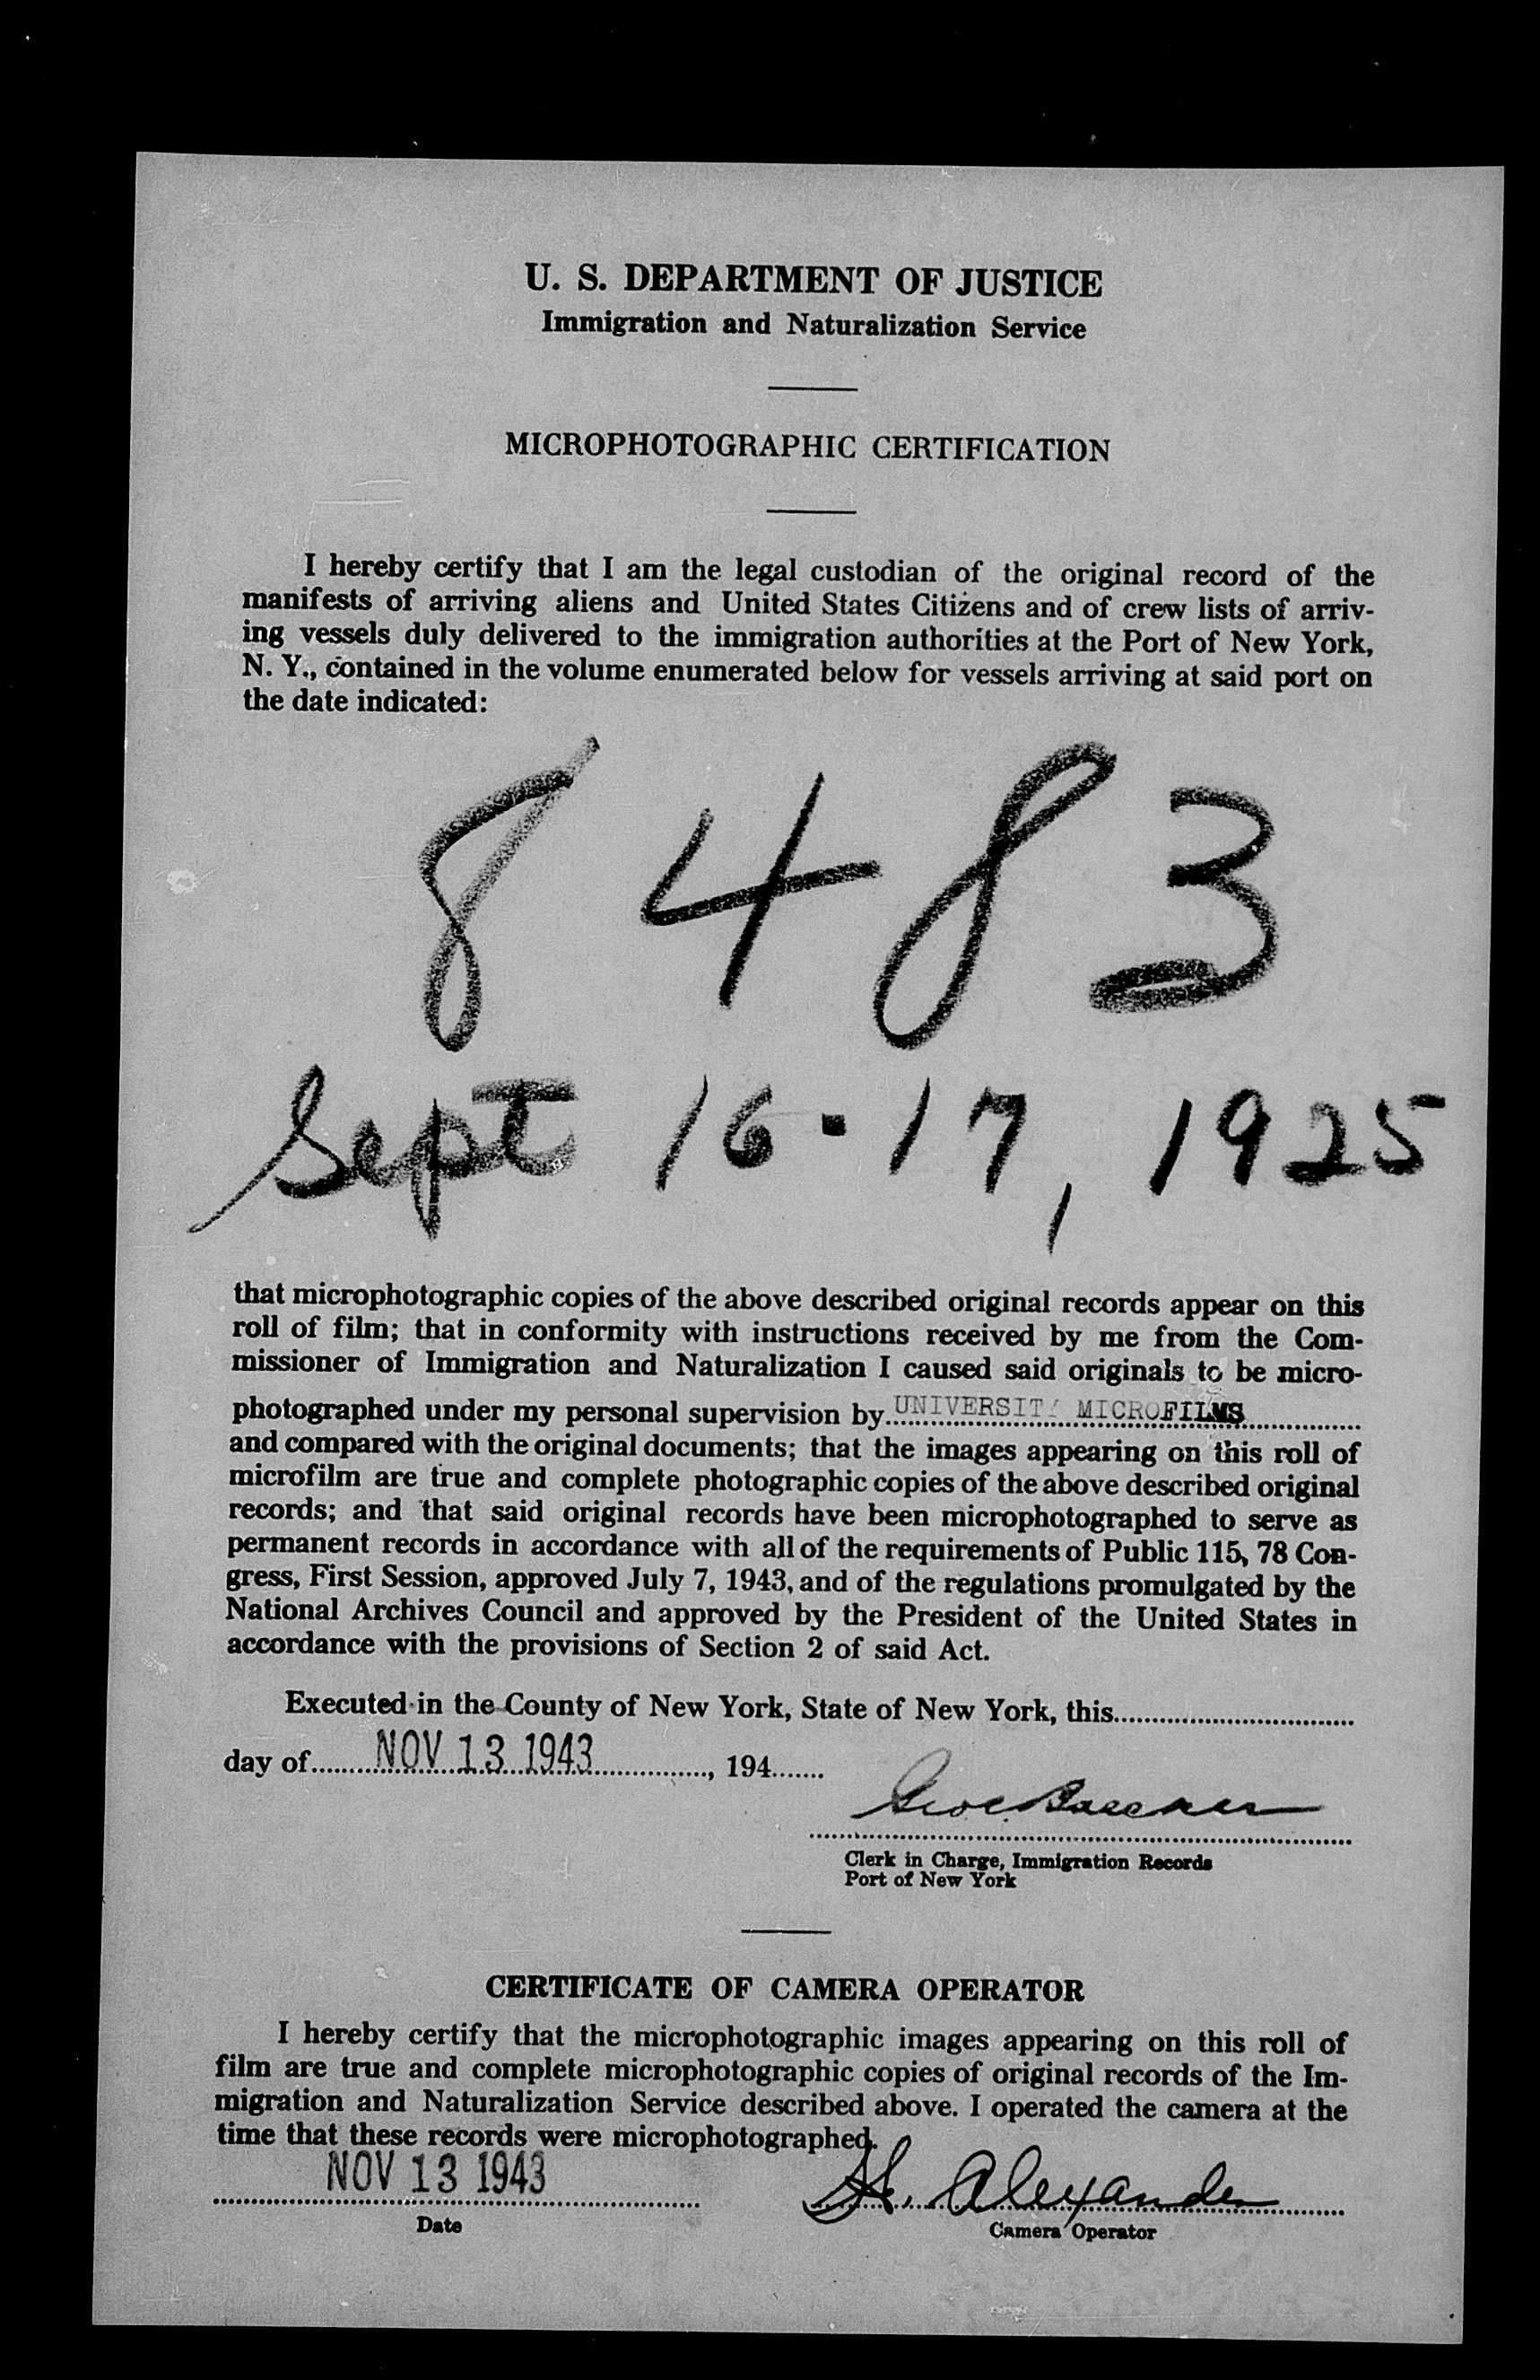 U. S. DEPARTMENT OF JUSTICE
Immigration and Naturalization Service
MICROPHOTOGRAPHIC CERTIFICATION
I hereby certify that I am the legal custodian of the original record of the
manifests of arriving aliens and United States Citizens and of crew lists of arriv-
ing vessels duly delivered to the immigration authorities at the Port of New York,
N. Y., contained in the volume enumerated below for vessels arriving at said port on
the date indicated:
8483
Sept 16-17, 1925
that microphotographic copies of the above described original records appear on this
roll of film; that in conformity with instructions received by me from the Com-
missioner of Immigration and Naturalization I caused said originals to be micro-
photographed under my personal supervision by UNIVERSITY MICROFILMS
and compared with the original documents; that the images appearing on this roll of
microfilm are true and complete photographic copies of the above described original
records; and that said original records have been microphotographed to serve as
permanent records in accordance with all of the requirements of Public 115, 78 Con-
gress, First Session, approved July 7, 1943, and of the regulations promulgated by the
National Archives Council and approved by the President of the United States in
accordance with the provisions of Section 2 of said Act.
Executed in the County of New York, State of New York, this
day of NOV 13 1943, 194
Clerk in Charge, Immigration Records
Port of New York
CERTIFICATE OF CAMERA OPERATOR
I hereby certify that the microphotographic images appearing on this roll of
film are true and complete microphotographic copies of original records of the Im-
migration and Naturalization Service described above. I operated the camera at the
time that these records were microphotographed.
NOV 13 1943 H. Alexander
Date Camera Operator